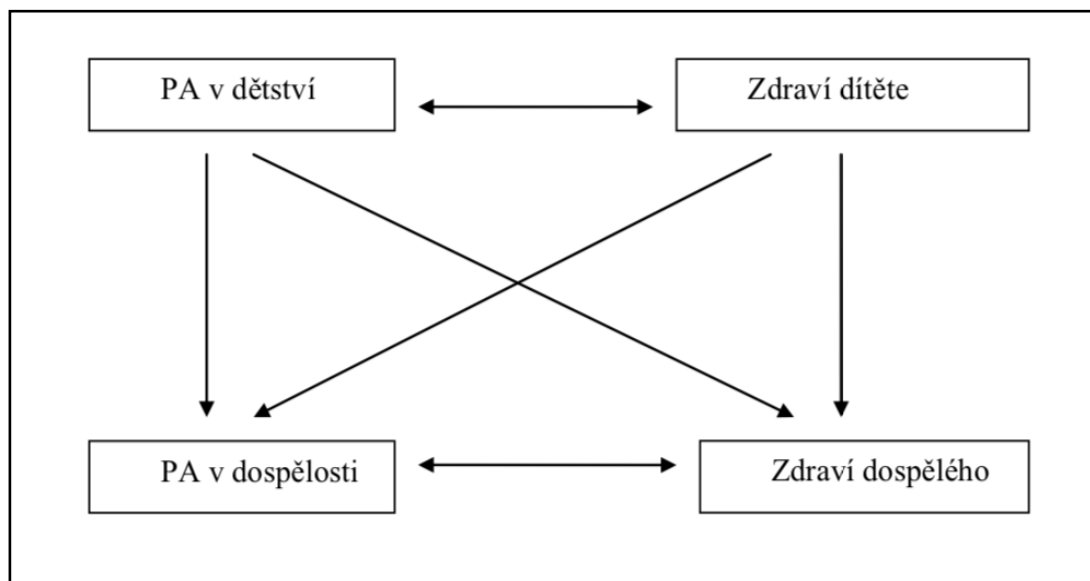 PA v dětství
Zdraví dítěte
PA v dospělosti
Zdraví dospělého